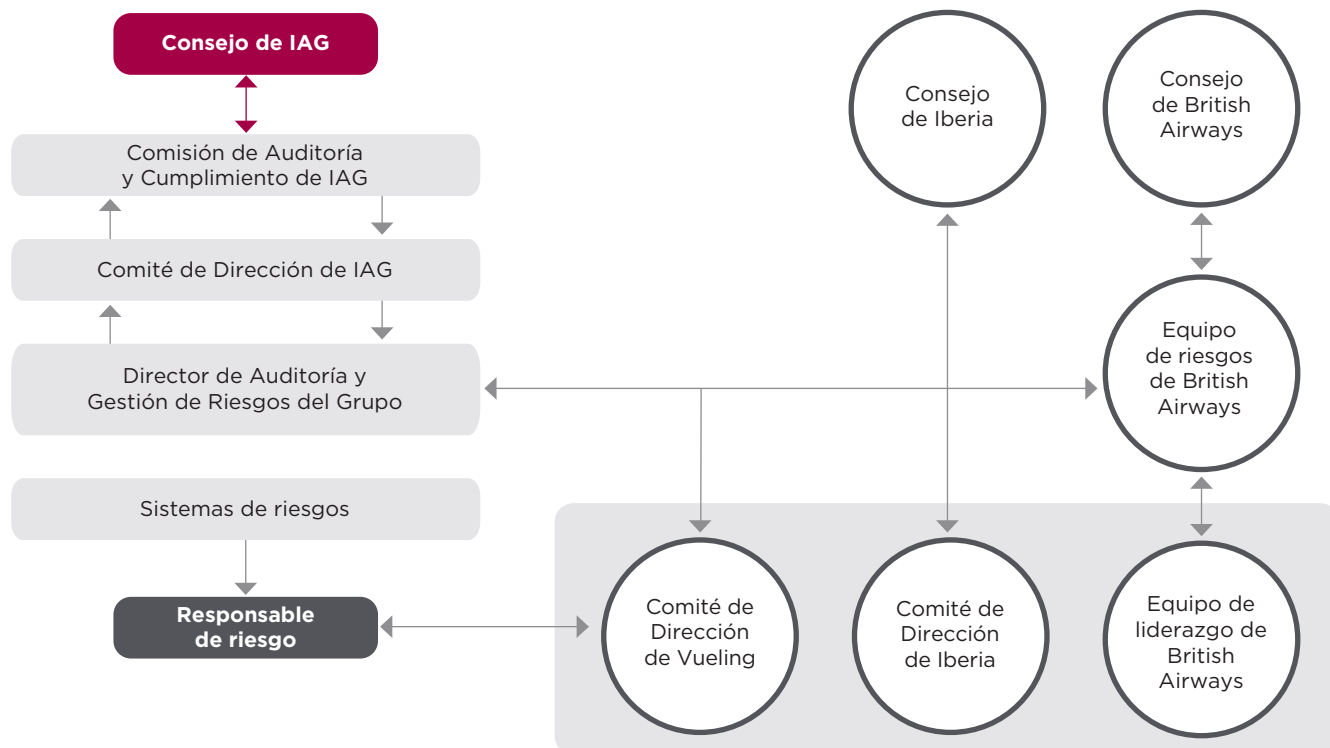 Consejo de IAG
Comisión de Auditoría
y Cumplimiento de IAG
Comité de Dirección de IAG
Director de Auditoría y
Gestión de Riesgos del Grupo
Sistemas de riesgos
Responsable
de riesgo
Consejo
de Iberia
Consejo
de British
Airways
Equipo
de riesgos
de British
Airways
Comité de
Dirección
de Vueling
Comité de
Dirección
de Iberia
Equipo de
liderazgo de
British
Airways